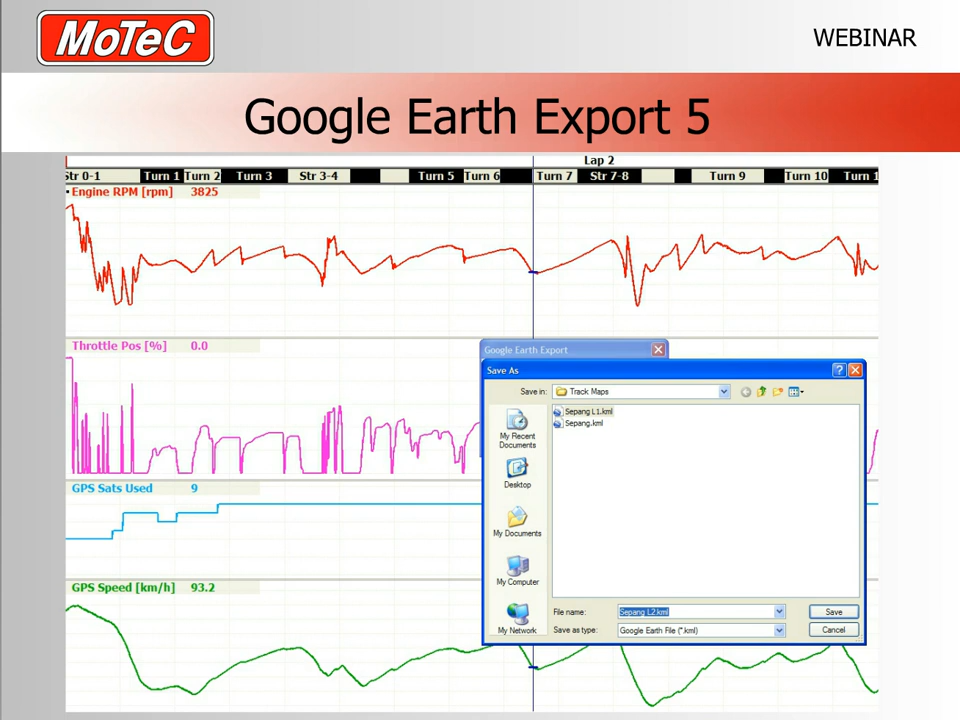 MoTeC
WEBINAR
Google Earth Export 5
Lap 2
Str 0-1 Turn 1 Turn 2 Turn 3 Str 3-4 Turn 5 Turn 6 Turn 7 Str 7-8 Turn 9 Turn 10 Turn 1
Engine RPM [rpm] 3825
Throttle Pos [%] 0.0
Google Earth Export
Save As
Save in: Track Maps
Sepang L1.kml
Sepang.kml
My Recent
Documents
Desktop
My Documents
My Computer
My Network
File name: Sepang L2.kml Save
Save as type: Google Earth File (*.kml) Cancel
GPS Sats Used 9
GPS Speed [km/h] 93.2